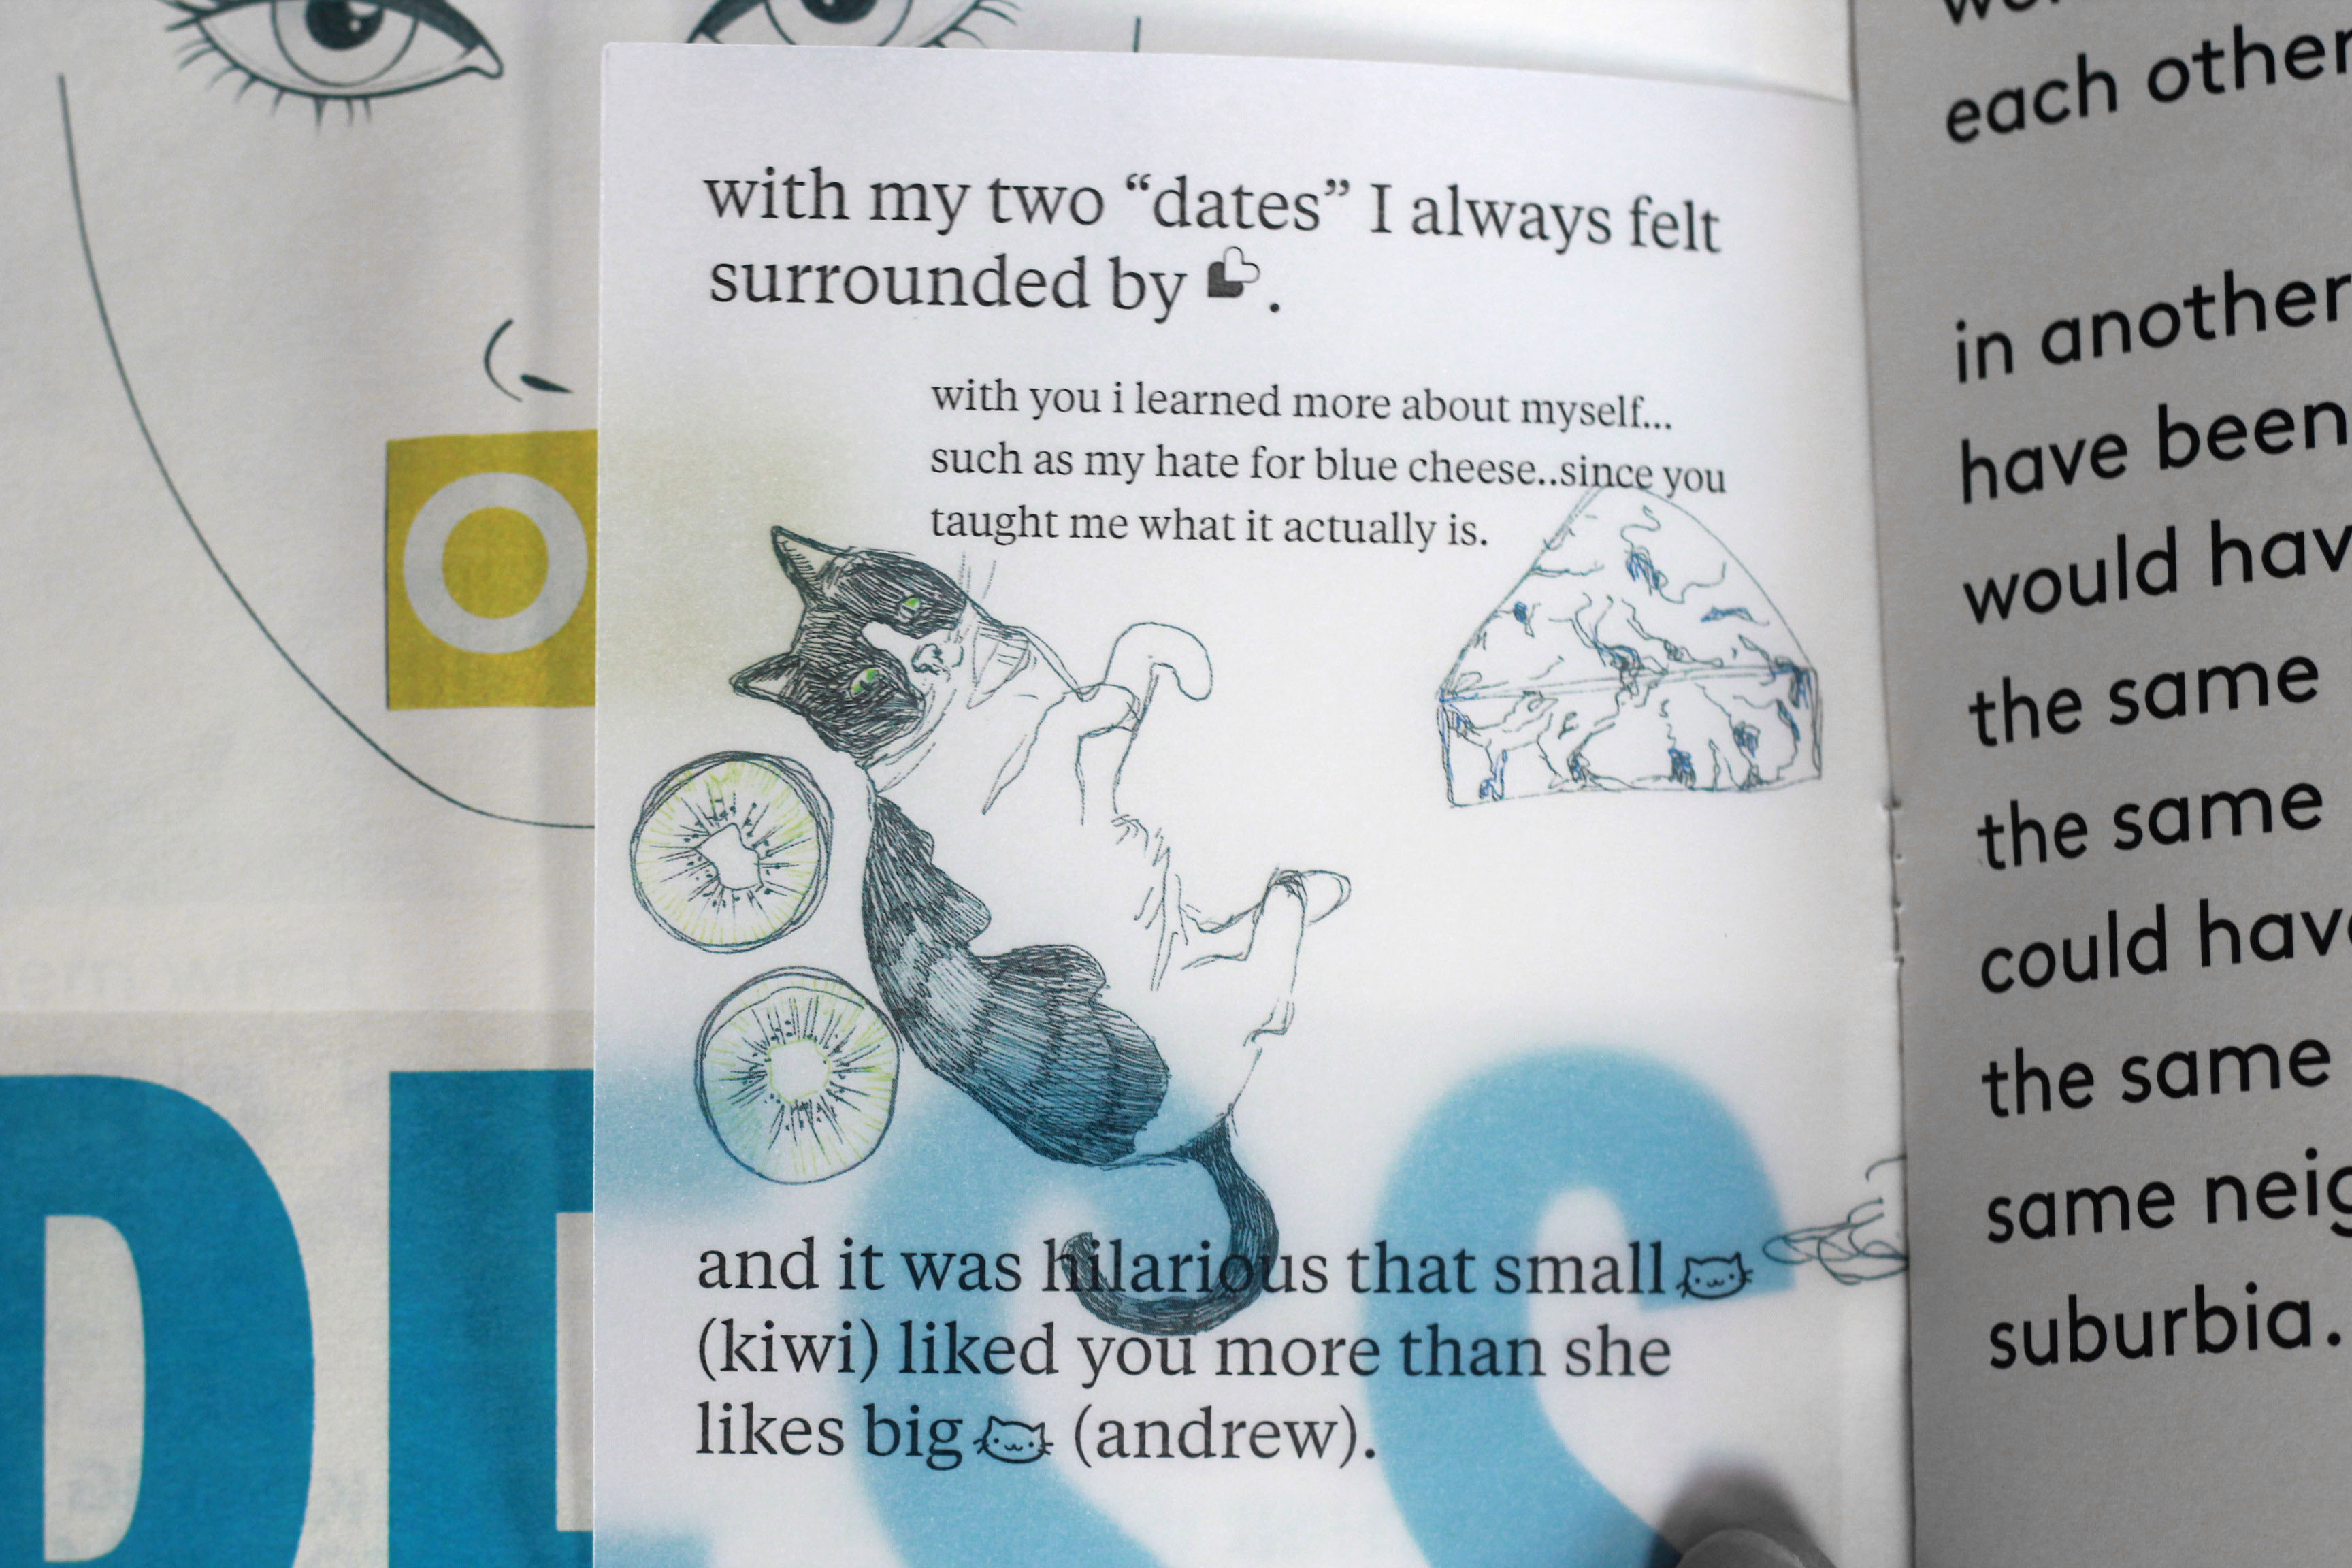 with my two “dates” I always felt
surrounded by .
with you i learned more about myself...
such as my hate for blue cheese..since you
taught me what it actually is.
and it was hilarious that small
(kiwi) liked you more than she
likes big (andrew).
O
each other
in another
have been
would hav
the same
the same
could hav
the same
same neig
suburbia.